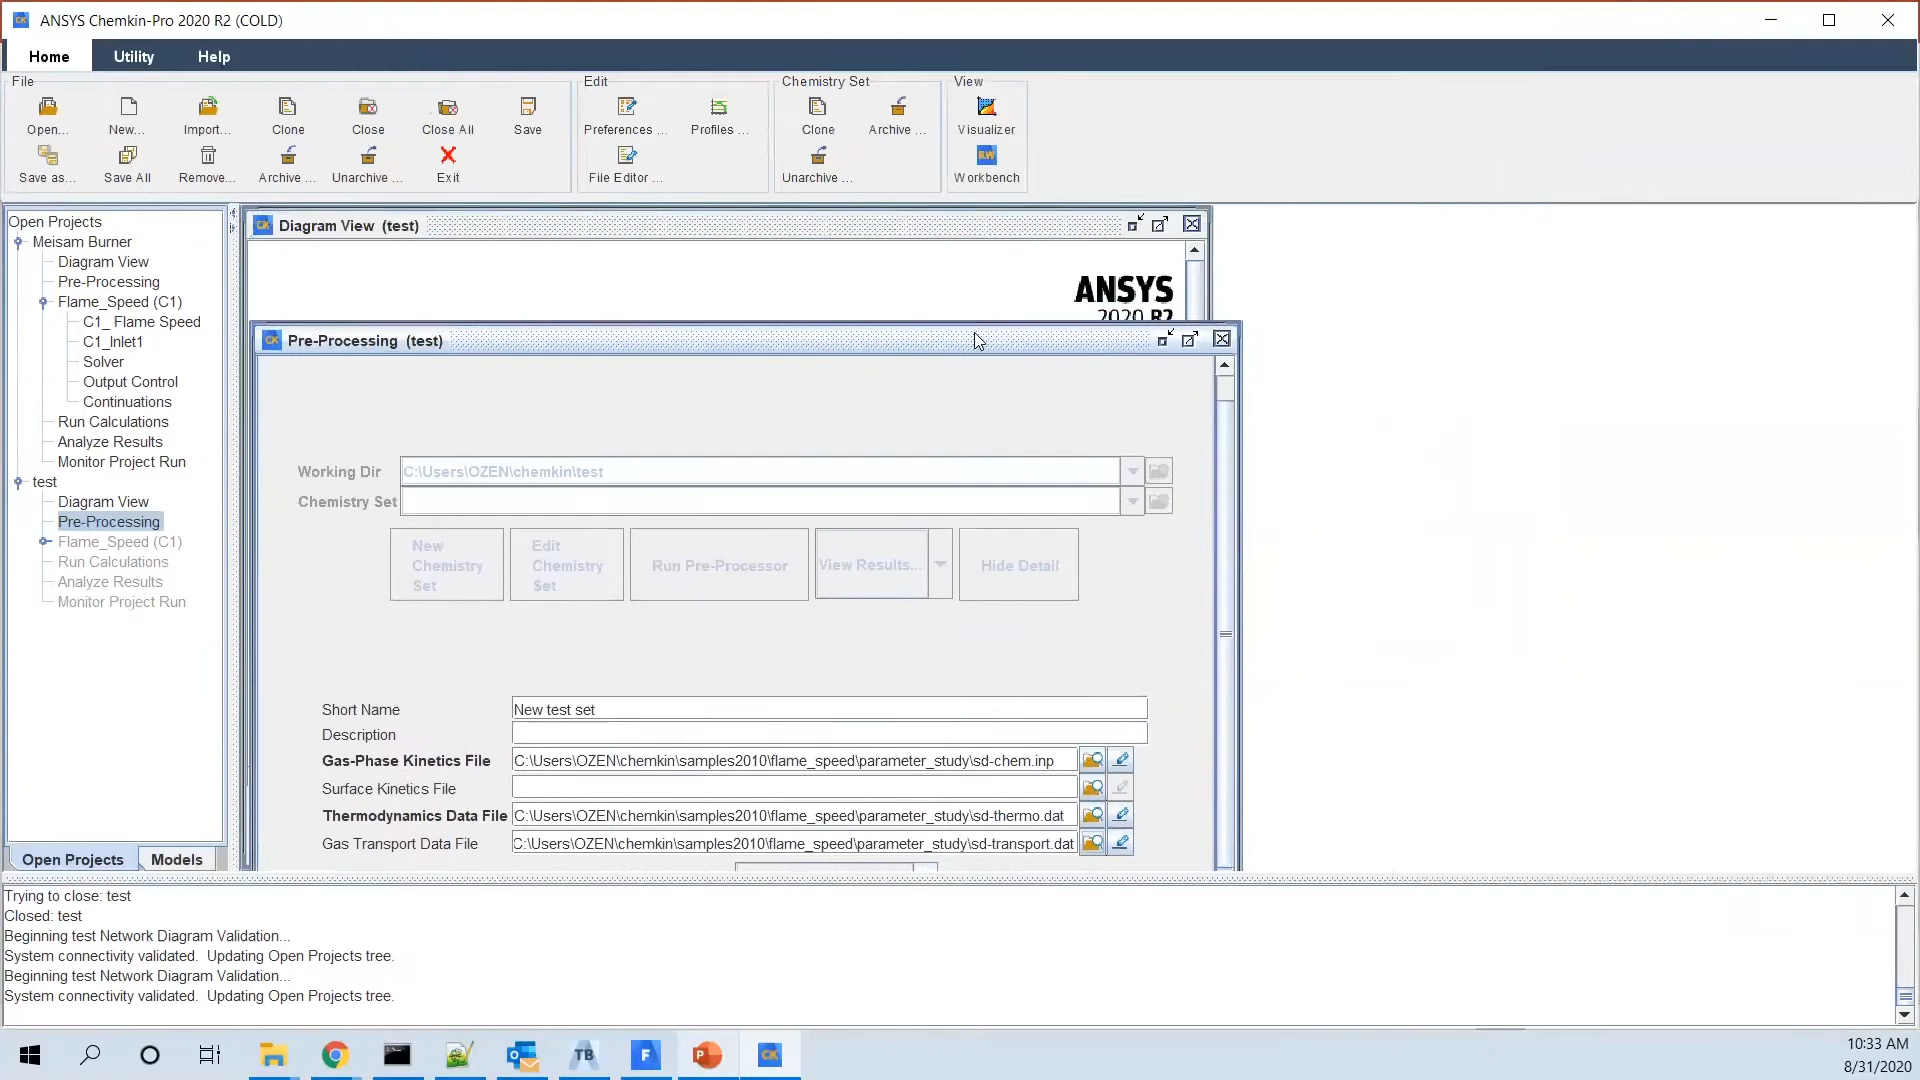 ANSYS Chemkin-Pro 2020 R2 (COLD)
Home Utility Help
File Edit Chemistry Set View
Open... New... Import... Clone Close Close All Save Preferences ... Profiles ... Clone Archive ... Visualizer
Save as... Save All Remove... Archive ... Unarchive ... Exit File Editor ... Unarchive ... Workbench
Open Projects
Meisam Burner
Diagram View
Pre-Processing
Flame_Speed (C1)
C1_ Flame Speed
C1_Inlet1
Solver
Output Control
Continuations
Run Calculations
Analyze Results
Monitor Project Run
test
Diagram View
Pre-Processing
Flame_Speed (C1)
Run Calculations
Analyze Results
Monitor Project Run
Open Projects Models
Diagram View (test)
ANSYS
2020 R2
Pre-Processing (test)
Working Dir C:\Users\OZEN\chemkin\test
Chemistry Set
New Chemistry Set Edit Chemistry Set Run Pre-Processor View Results... Hide Detail
Short Name New test set
Description
Gas-Phase Kinetics File C:\Users\OZEN\chemkin\samples2010\flame_speed\parameter_study\sd-chem.inp
Surface Kinetics File
Thermodynamics Data File C:\Users\OZEN\chemkin\samples2010\flame_speed\parameter_study\sd-thermo.dat
Gas Transport Data File C:\Users\OZEN\chemkin\samples2010\flame_speed\parameter_study\sd-transport.dat
Trying to close: test
Closed: test
Beginning test Network Diagram Validation...
System connectivity validated. Updating Open Projects tree.
Beginning test Network Diagram Validation...
System connectivity validated. Updating Open Projects tree.
TB F P CK
10:33 AM
8/31/2020